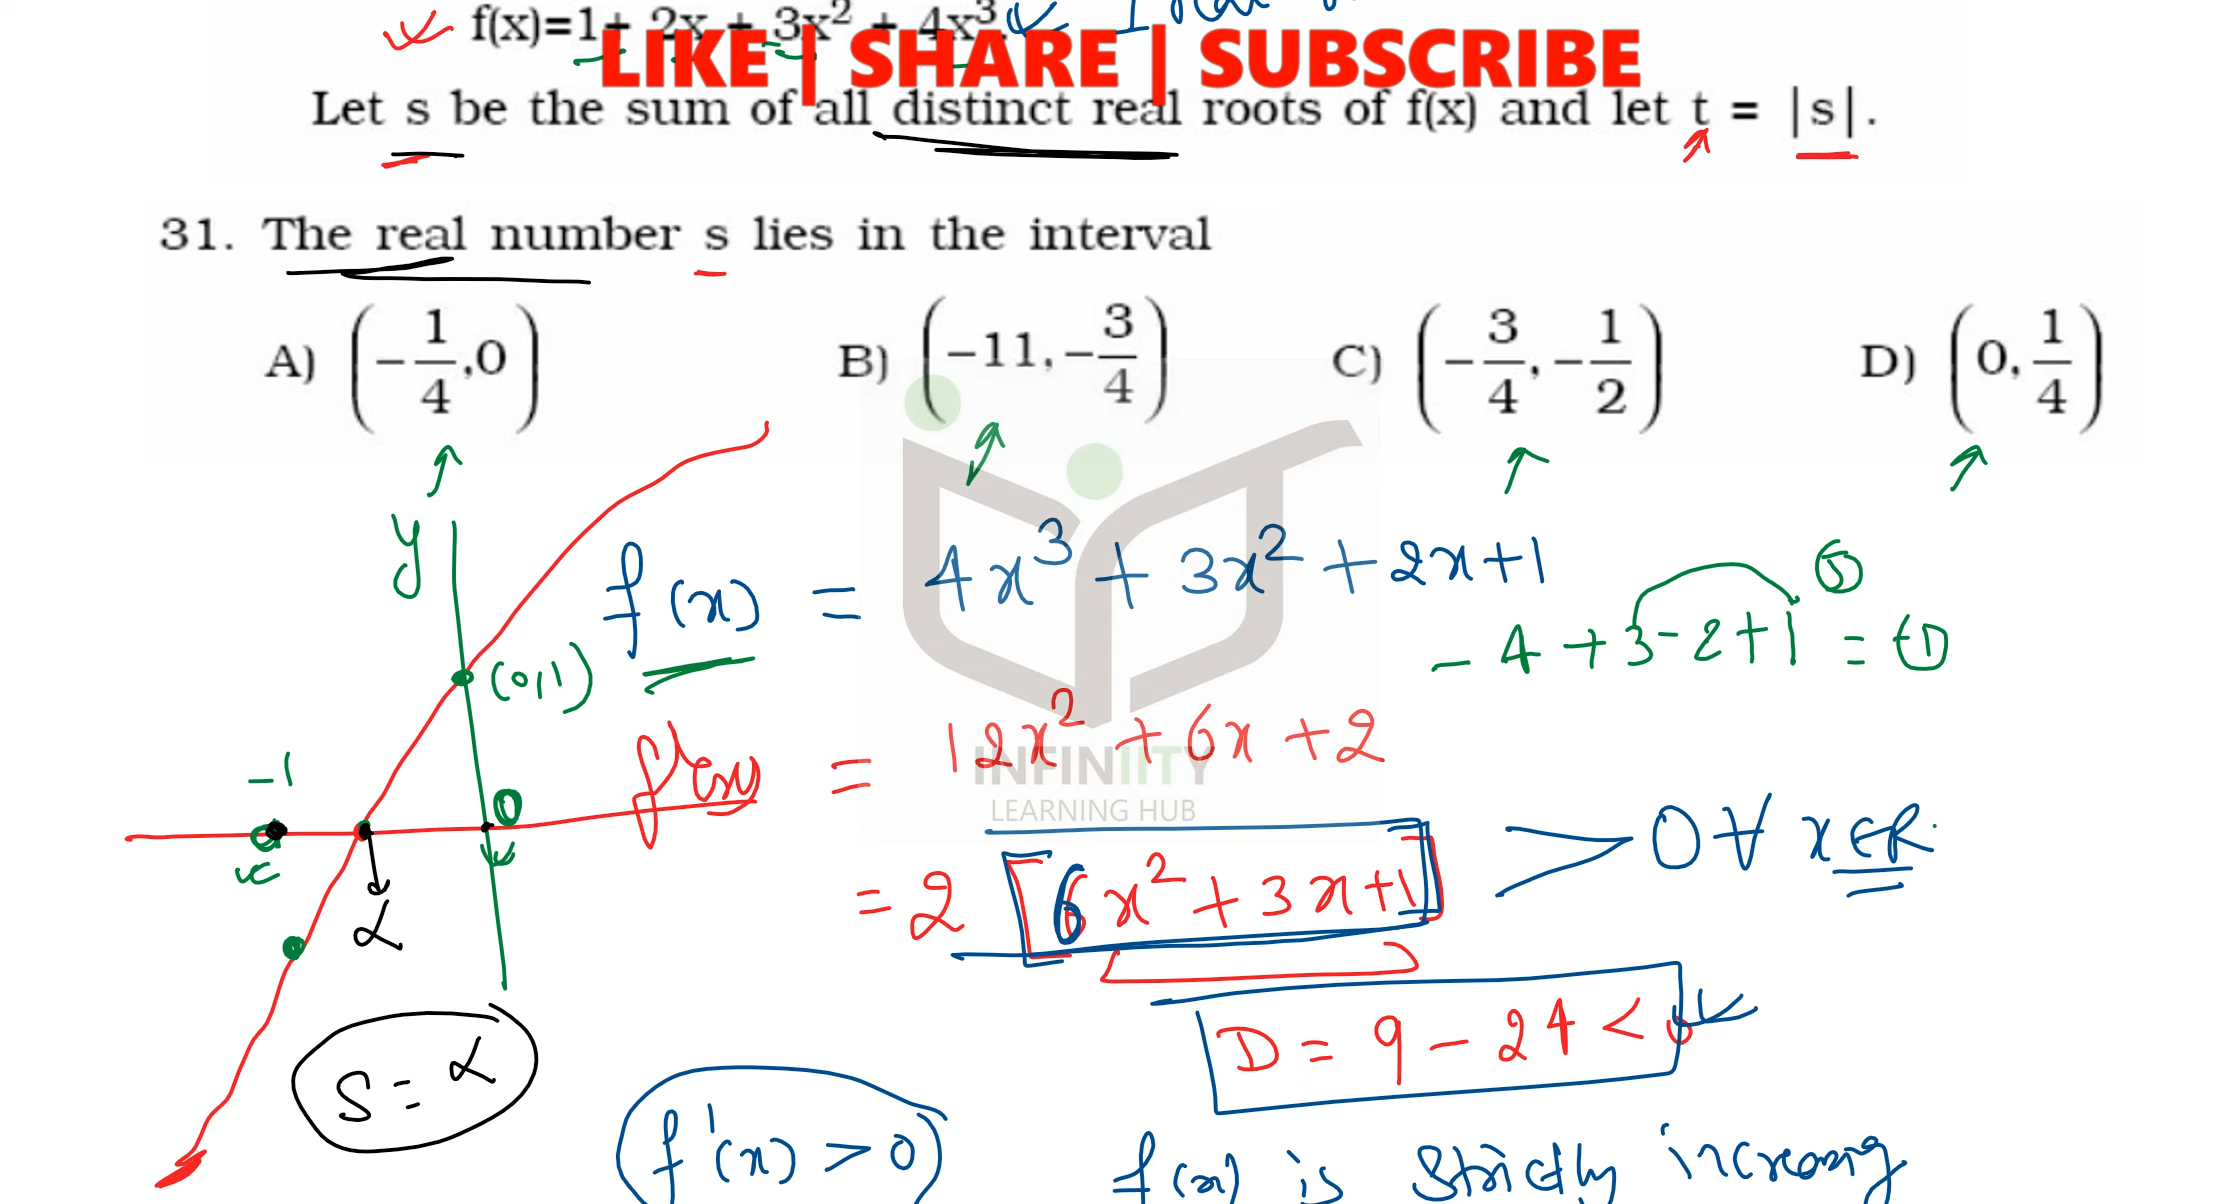 f(x)=1+ 2x + 3x² + 4x³.
LIKE | SHARE | SUBSCRIBE
Let s be the sum of all distinct real roots of f(x) and let t = |s|.
31. The real number s lies in the interval
A) (-1/4,0) B) (-11,-3/4) C) (-3/4,-1/2) D) (0,1/4)
y
f(x) = 4x³ + 3x² + 2x+1
5
-4+3-2+1 =
(0,1)
f'(x) = 12x² + 6x +2
-1
0
INFINIITY
LEARNING HUB
= 2 [6x² + 3x+1] > 0 ∀ x∈R
α
D = 9 - 24 < 0
S = α
f'(x) > 0
f(x) is strictly increasing